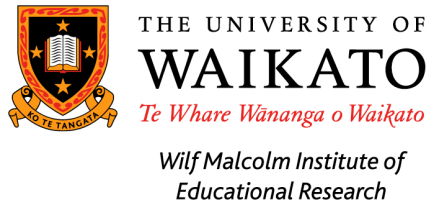 THE UNIVERSITY OF
WAIKATO
Te Whare Wānanga o Waikato
KO TE TANGATA
Wilf Malcolm Institute of
Educational Research